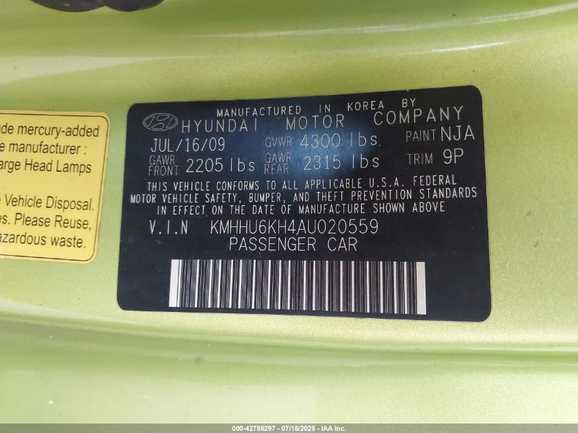 MANUFACTURED IN KOREA BY
HYUNDAI MOTOR COMPANY
JUL/16/09 GVWR 4300 lbs. PAINT NJA
GAWR FRONT 2205 lbs GAWR REAR 2315 lbs TRIM 9P
THIS VEHICLE CONFORMS TO ALL APPLICABLE U.S.A. FEDERAL
MOTOR VEHICLE SAFETY, BUMPER, AND THEFT PREVENTION STANDARDS
IN EFFECT ON THE DATE OF MANUFACTURE SHOWN ABOVE
V.I.N KMHHU6KH4AU020559
PASSENGER CAR
ude mercury-added
manufacturer :
arge Head Lamps
Vehicle Disposal.
s. Please Reuse,
azardous waste.
000-42788297 - 07/16/2025 - IAA Inc.